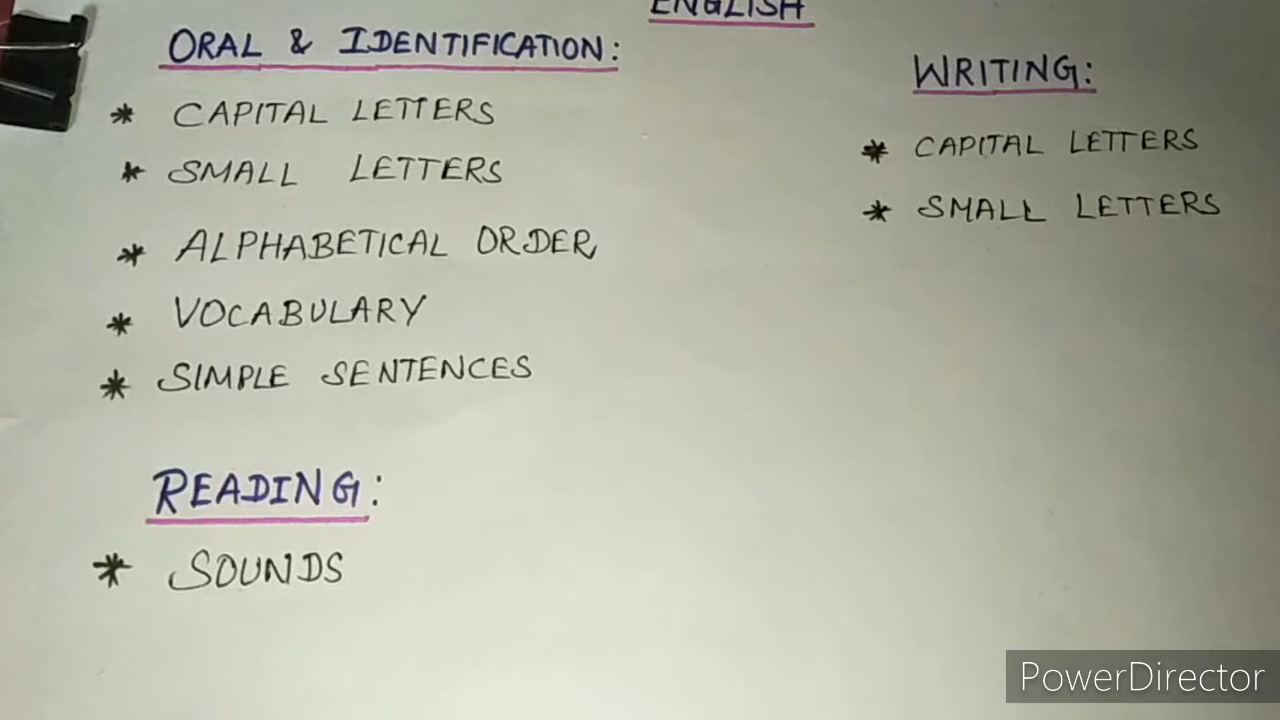 ENGLISH
ORAL & IDENTIFICATION:
* CAPITAL LETTERS
* SMALL LETTERS
* ALPHABETICAL ORDER
* VOCABULARY
* SIMPLE SENTENCES
READING:
* SOUNDS
WRITING:
* CAPITAL LETTERS
* SMALL LETTERS
PowerDirector